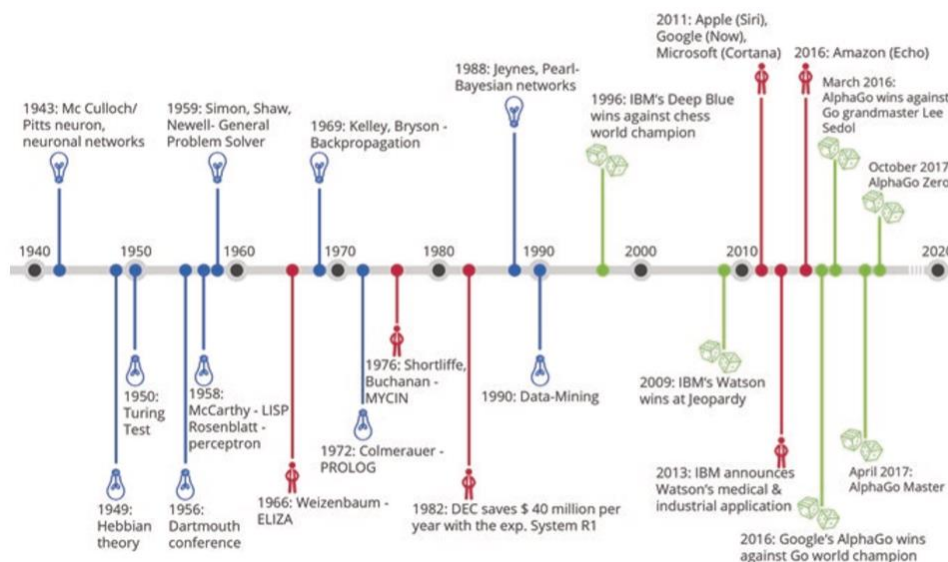 2011: Apple (Siri),
Google (Now),
Microsoft (Cortana)
2016: Amazon (Echo)
1988: Jeynes, Pearl-
Bayesian networks
March 2016:
AlphaGo wins against
Go grandmaster Lee
Sedol
1943: Mc Culloch/
Pitts neuron,
neuronal networks
1959: Simon, Shaw,
Newell- General
Problem Solver
1969: Kelley, Bryson -
Backpropagation
1996: IBM's Deep Blue
wins against chess
world champion
October 2017
AlphaGo Zero
1940
1950
1960
1970
1980
1990
2000
2010
2020
1950:
Turing
Test
1958:
McCarthy - LISP
Rosenblatt -
perceptron
1976: Shortliffe,
Buchanan -
MYCIN
1990: Data-Mining
2009: IBM's Watson
wins at Jeopardy
1972: Colmerauer -
PROLOG
1949:
Hebbian
theory
1956:
Dartmouth
conference
1966: Weizenbaum -
ELIZA
1982: DEC saves $ 40 million per
year with the exp. System R1
2013: IBM announces
Watson's medical &
industrial application
April 2017:
AlphaGo Master
2016: Google's AlphaGo wins
against Go world champion